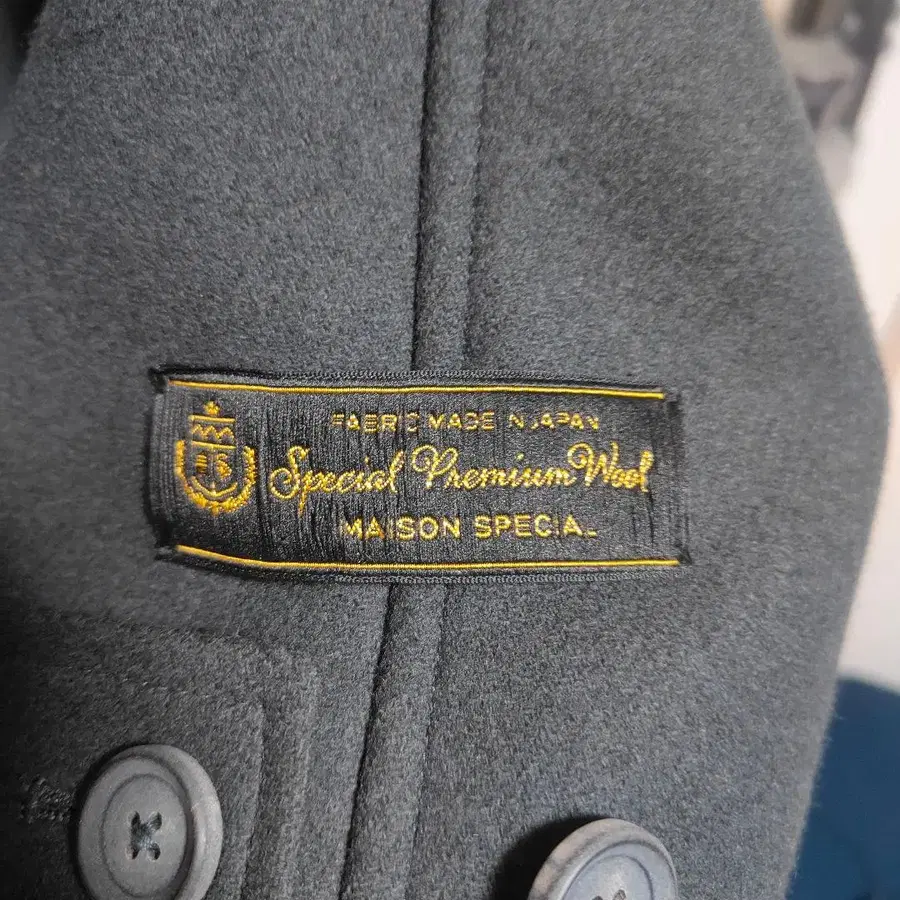 FABRIC MADE IN JAPAN
Special Premium Wool
MAISON SPECIAL